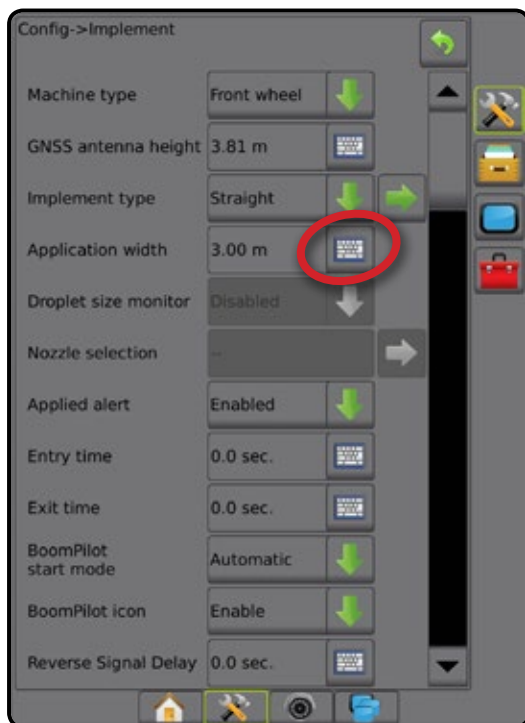 Config->Implement
Machine type Front wheel
GNSS antenna height 3.81 m
Implement type Straight
Application width 3.00 m
Droplet size monitor Disabled
Nozzle selection --
Applied alert Enabled
Entry time 0.0 sec.
Exit time 0.0 sec.
BoomPilot
start mode Automatic
BoomPilot icon Enable
Reverse Signal Delay 0.0 sec.